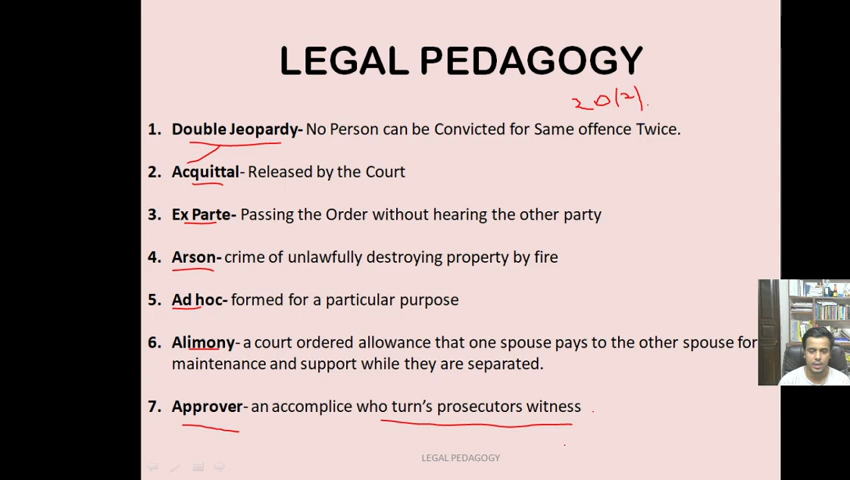 LEGAL PEDAGOGY
20(2).
1. Double Jeopardy- No Person can be Convicted for Same offence Twice.
2. Acquittal- Released by the Court
3. Ex Parte- Passing the Order without hearing the other party
4. Arson- crime of unlawfully destroying property by fire
5. Ad hoc- formed for a particular purpose
6. Alimony- a court ordered allowance that one spouse pays to the other spouse for
maintenance and support while they are separated.
7. Approver- an accomplice who turn's prosecutors witness
LEGAL PEDAGOGY